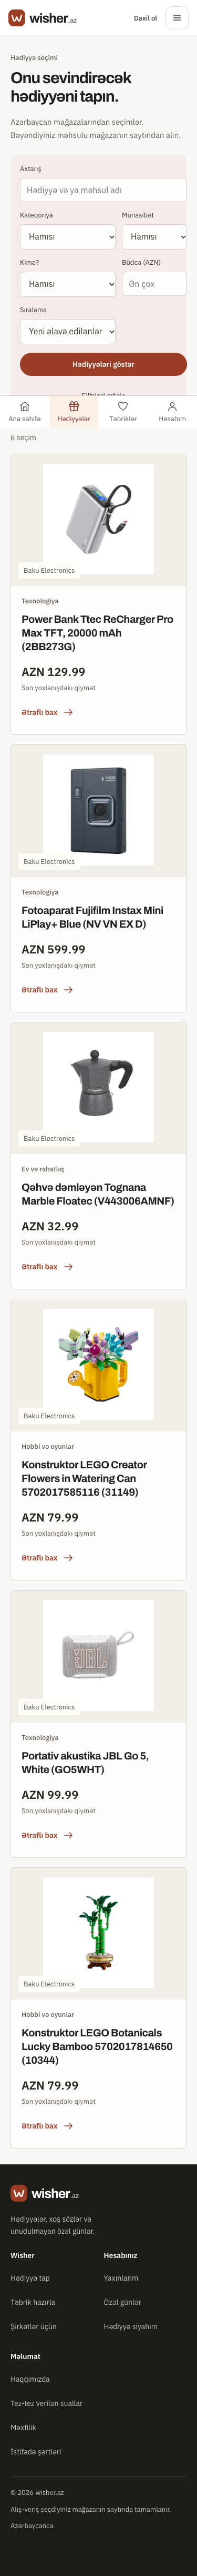 wisher.az
Daxil ol
Hədiyyə seçimi
Onu sevindirəcək
hədiyyəni tapın.
Azərbaycan mağazalarından seçimlər.
Bəyəndiyiniz məhsulu mağazanın saytından alın.
Axtarış
Hədiyyə və ya məhsul adı
Kateqoriya
Münasibət
Hamısı
Hamısı
Kimə?
Büdcə (AZN)
Hamısı
Ən çox
Sıralama
Yeni əlavə edilənlər
Hədiyyələri göstər
Ana səhifə
Hədiyyələr
Təbriklər
Hesabım
6 seçim
Baku Electronics
Texnologiya
Power Bank Ttec ReCharger Pro
Max TFT, 20000 mAh
(2BB273G)
AZN 129.99
Son yoxlanışdakı qiymət
Ətraflı bax
Baku Electronics
Texnologiya
Fotoaparat Fujifilm Instax Mini
LiPlay+ Blue (NV VN EX D)
AZN 599.99
Son yoxlanışdakı qiymət
Ətraflı bax
Baku Electronics
Ev və rahatlıq
Qəhvə dəmləyən Tognana
Marble Floatec (V443006AMNF)
AZN 32.99
Son yoxlanışdakı qiymət
Ətraflı bax
Baku Electronics
Hobbi və oyunlar
Konstruktor LEGO Creator
Flowers in Watering Can
5702017585116 (31149)
AZN 79.99
Son yoxlanışdakı qiymət
Ətraflı bax
JBL
Baku Electronics
Texnologiya
Portativ akustika JBL Go 5,
White (GO5WHT)
AZN 99.99
Son yoxlanışdakı qiymət
Ətraflı bax
Baku Electronics
Hobbi və oyunlar
Konstruktor LEGO Botanicals
Lucky Bamboo 5702017814650
(10344)
AZN 79.99
Son yoxlanışdakı qiymət
Ətraflı bax
wisher.az
Hədiyyələr, xoş sözlər və
unudulmayan özəl günlər.
Wisher
Hesabınız
Hədiyyə tap
Yaxınlarım
Təbrik hazırla
Özəl günlər
Şirkətlər üçün
Hədiyyə siyahım
Məlumat
Haqqımızda
Tez-tez verilən suallar
Məxfilik
İstifadə şərtləri
© 2026 wisher.az
Alış-veriş seçdiyiniz mağazanın saytında tamamlanır.
Azərbaycanca